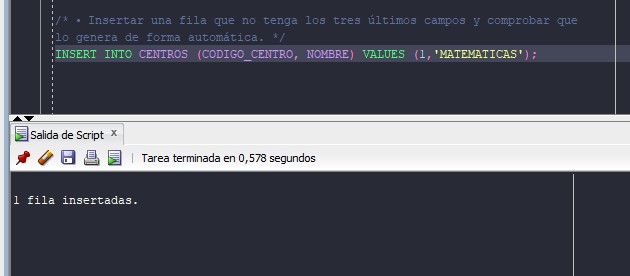 /* • Insertar una fila que no tenga los tres últimos campos y comprobar que
lo genera de forma automática. */
INSERT INTO CENTROS (CODIGO_CENTRO, NOMBRE) VALUES (1,'MATEMATICAS');
Salida de Script x
Tarea terminada en 0,578 segundos
1 fila insertadas.